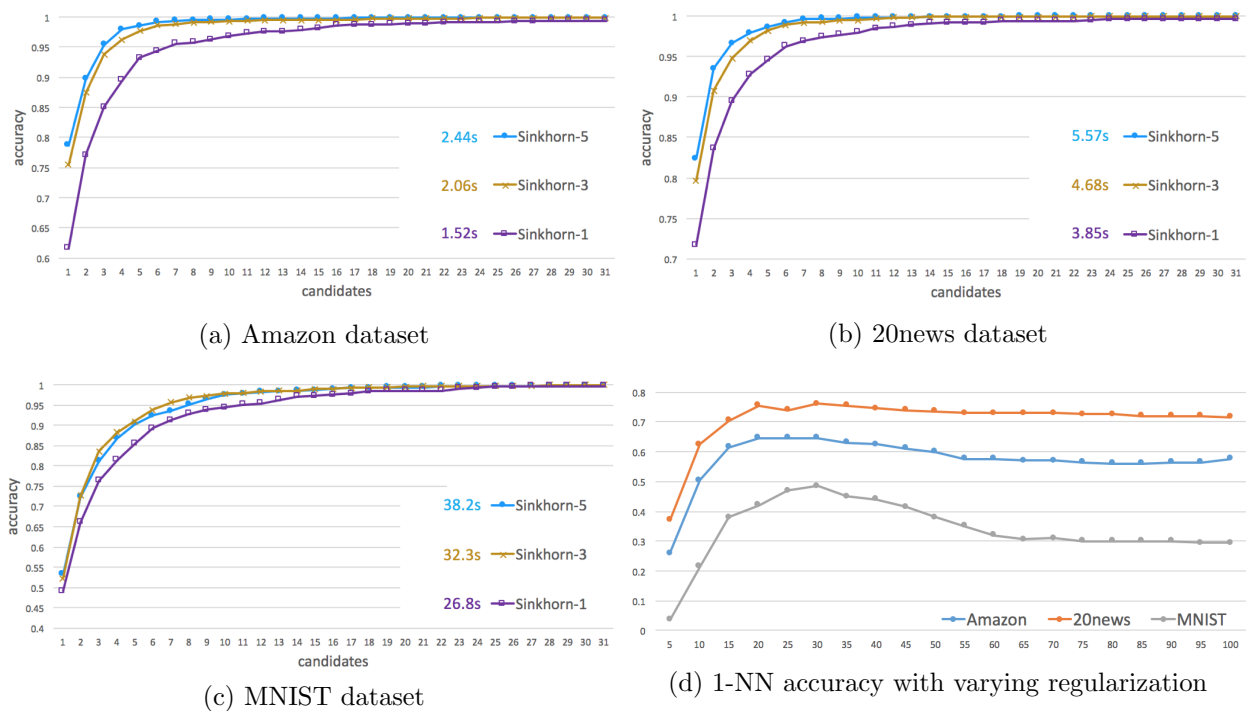 1
0.95
0.9
0.85
0.8
0.75
0.7
0.65
0.6
accuracy
2.44s Sinkhorn-5
2.06s Sinkhorn-3
1.52s Sinkhorn-1
1 2 3 4 5 6 7 8 9 10 11 12 13 14 15 16 17 18 19 20 21 22 23 24 25 26 27 28 29 30 31
candidates
(a) Amazon dataset
1
0.95
0.9
0.85
0.8
0.75
0.7
accuracy
5.57s Sinkhorn-5
4.68s Sinkhorn-3
3.85s Sinkhorn-1
1 2 3 4 5 6 7 8 9 10 11 12 13 14 15 16 17 18 19 20 21 22 23 24 25 26 27 28 29 30 31
candidates
(b) 20news dataset
1
0.95
0.9
0.85
0.8
0.75
0.7
0.65
0.6
0.55
0.5
0.45
0.4
accuracy
38.2s Sinkhorn-5
32.3s Sinkhorn-3
26.8s Sinkhorn-1
1 2 3 4 5 6 7 8 9 10 11 12 13 14 15 16 17 18 19 20 21 22 23 24 25 26 27 28 29 30 31
candidates
(c) MNIST dataset
0.8
0.7
0.6
0.5
0.4
0.3
0.2
0.1
0
Amazon 20news MNIST
5 10 15 20 25 30 35 40 45 50 55 60 65 70 75 80 85 90 95 100
(d) 1-NN accuracy with varying regularization